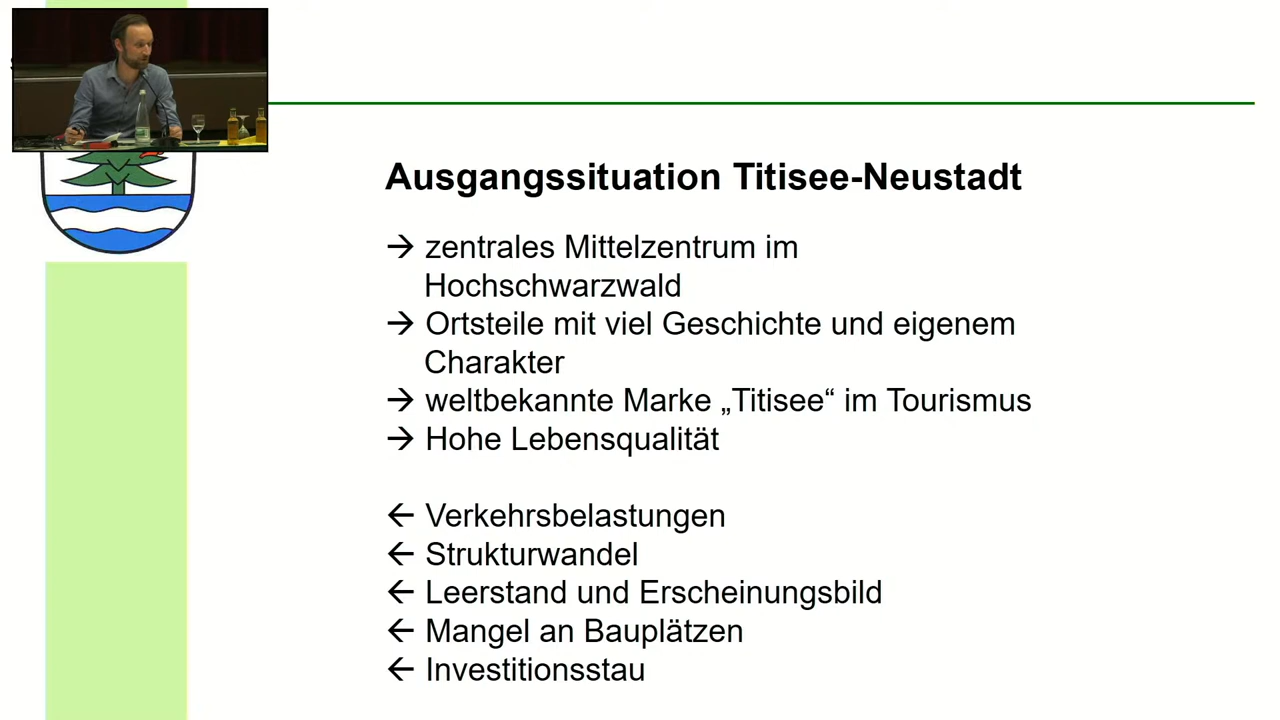 Ausgangssituation Titisee-Neustadt
→ zentrales Mittelzentrum im
Hochschwarzwald
→ Ortsteile mit viel Geschichte und eigenem
Charakter
→ weltbekannte Marke „Titisee“ im Tourismus
→ Hohe Lebensqualität
← Verkehrsbelastungen
← Strukturwandel
← Leerstand und Erscheinungsbild
← Mangel an Bauplätzen
← Investitionsstau